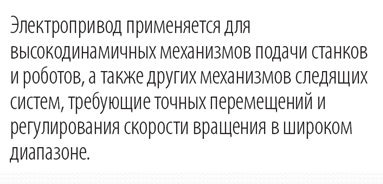 Электропривод применяется для
высокодинамичных механизмов подачи станков
и роботов, а также других механизмов следящих
систем, требующие точных перемещений и
регулирования скорости вращения в широком
диапазоне.